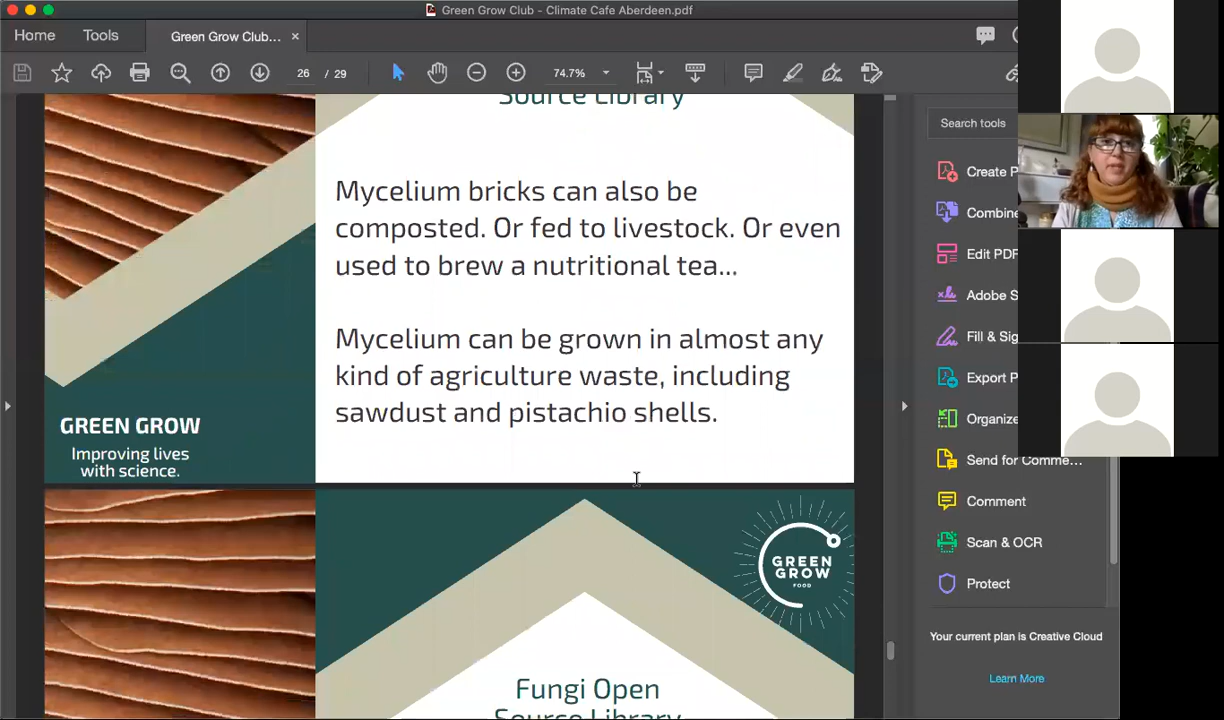 Green Grow Club - Climate Cafe Aberdeen.pdf
Home
Tools
Green Grow Club...
26 / 29
74.7%
Source Library
Mycelium bricks can also be
composted. Or fed to livestock. Or even
used to brew a nutritional tea...
Mycelium can be grown in almost any
kind of agriculture waste, including
sawdust and pistachio shells.
GREEN GROW
Improving lives
with science.
GREEN
GROW
FOOD
Fungi Open
Source Library
Search tools
Create P
Combine
Edit PDF
Adobe S
Fill & Sig
Export P
Organize
Send for Comme...
Comment
Scan & OCR
Protect
Your current plan is Creative Cloud
Learn More